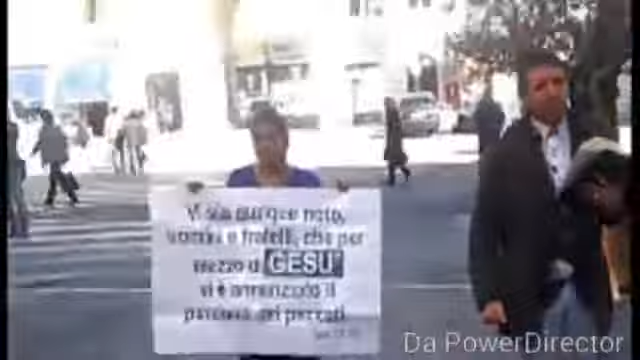 Vi sia dunque noto,
uomini e fratelli, che per
mezzo di GESU'
vi è annunziato il
perdono dei peccati
Da PowerDirector